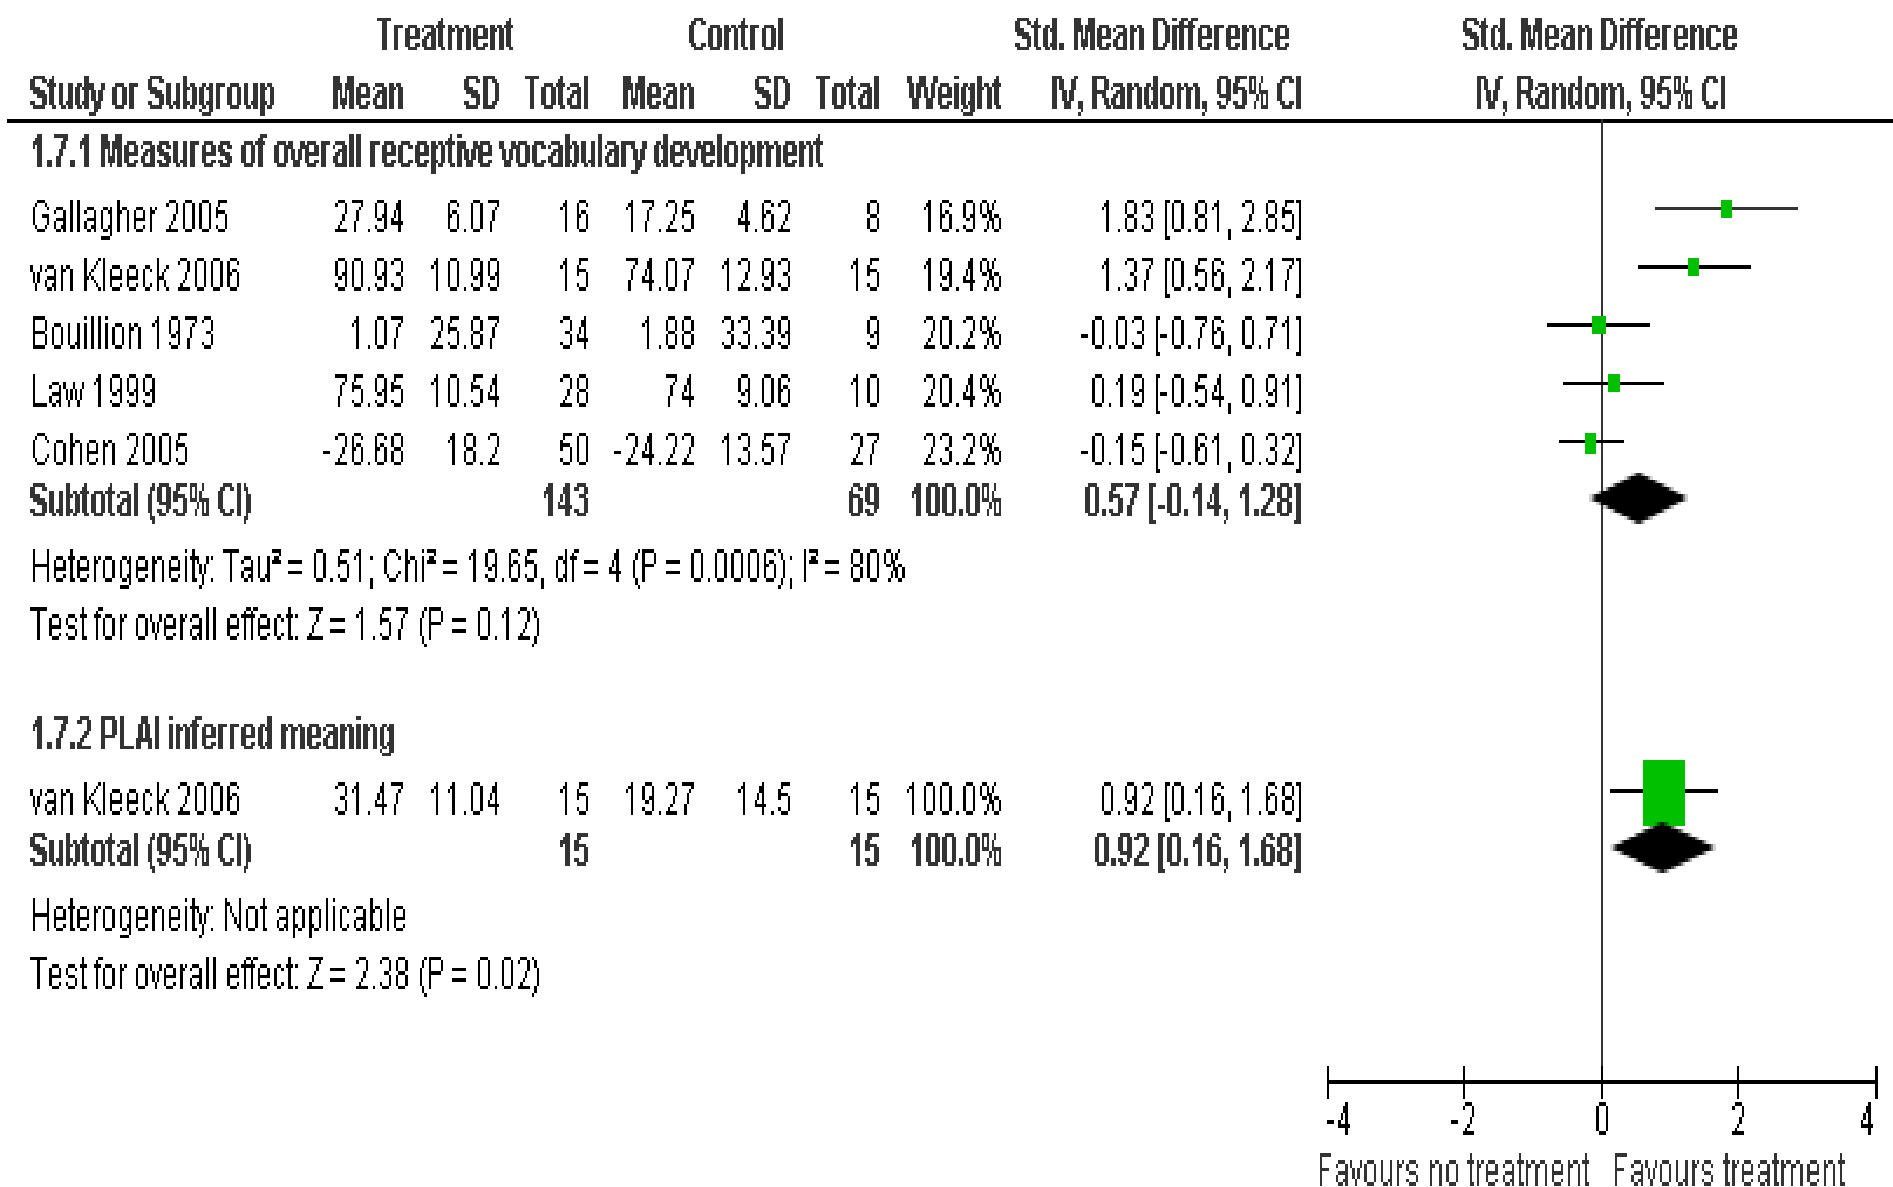 Treatment Control Std. Mean Difference Std. Mean Difference
Study or Subgroup Mean SD Total Mean SD Total Weight IV, Random, 95% CI IV, Random, 95% CI
1.7.1 Measures of overall receptive vocabulary development
Gallagher 2005 27.94 6.07 16 17.25 4.62 8 16.9% 1.83 [0.81, 2.85]
van Kleeck 2006 90.93 10.99 15 74.07 12.93 15 19.4% 1.37 [0.56, 2.17]
Bouillion 1973 1.07 25.87 34 1.88 33.39 9 20.2% -0.03 [-0.76, 0.71]
Law 1999 75.95 10.54 28 74 9.06 10 20.4% 0.19 [-0.54, 0.91]
Cohen 2005 -26.68 18.2 50 -24.22 13.57 27 23.2% -0.15 [-0.61, 0.32]
Subtotal (95% CI) 143 69 100.0% 0.57 [-0.14, 1.28]
Heterogeneity: Tau² = 0.51; Chi² = 19.65, df = 4 (P = 0.0006); I² = 80%
Test for overall effect: Z = 1.57 (P = 0.12)
1.7.2 PLAI inferred meaning
van Kleeck 2006 31.47 11.04 15 19.27 14.5 15 100.0% 0.92 [0.16, 1.68]
Subtotal (95% CI) 15 15 100.0% 0.92 [0.16, 1.68]
Heterogeneity: Not applicable
Test for overall effect: Z = 2.38 (P = 0.02)
-4 -2 0 2 4
Favours no treatment Favours treatment